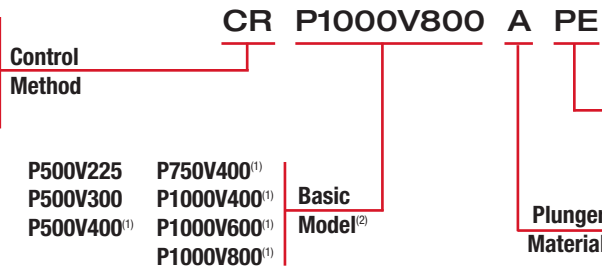 CR P1000V800 A PE
Control
Method
P500V225 P750V400(1)
P500V300 P1000V400(1)
P500V400(1) P1000V600(1)
P1000V800(1)
Basic
Model(2)
Plunger
Material